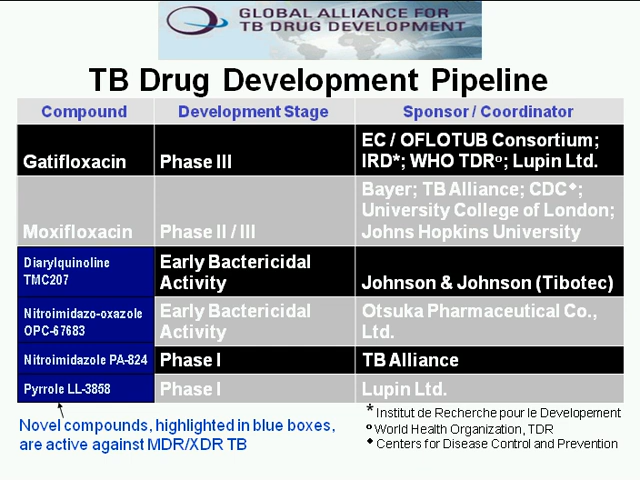 GLOBAL ALLIANCE FOR
TB DRUG DEVELOPMENT
TB Drug Development Pipeline
Compound Development Stage Sponsor / Coordinator
Gatifloxacin Phase III EC / OFLOTUB Consortium;
IRD*; WHO TDRº; Lupin Ltd.
Moxifloxacin Phase II / III Bayer; TB Alliance; CDC♦;
University College of London;
Johns Hopkins University
Diarylquinoline
TMC207
Early Bactericidal
Activity
Johnson & Johnson (Tibotec)
Nitroimidazo-oxazole
OPC-67683
Early Bactericidal
Activity
Otsuka Pharmaceutical Co.,
Ltd.
Nitroimidazole PA-824 Phase I TB Alliance
Pyrrole LL-3858 Phase I Lupin Ltd.
Novel compounds, highlighted in blue boxes,
are active against MDR/XDR TB
* Institut de Recherche pour le Developement
º World Health Organization, TDR
♦ Centers for Disease Control and Prevention